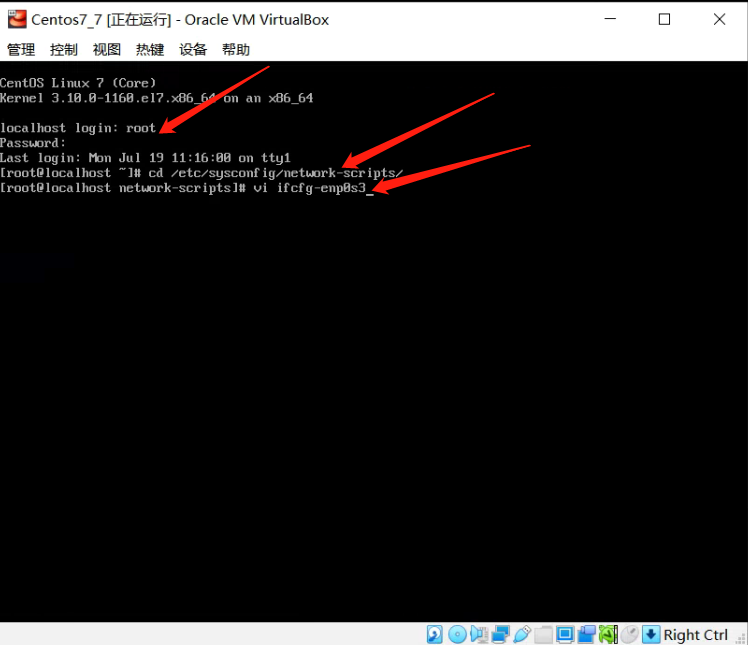 Centos7_7 [正在运行] - Oracle VM VirtualBox
管理 控制 视图 热键 设备 帮助
CentOS Linux 7 (Core)
Kernel 3.10.0-1160.el7.x86_64 on an x86_64
localhost login: root
Password:
Last login: Mon Jul 19 11:16:00 on tty1
[root@localhost ~]# cd /etc/sysconfig/network-scripts/
[root@localhost network-scripts]# vi ifcfg-enp0s3_
Right Ctrl